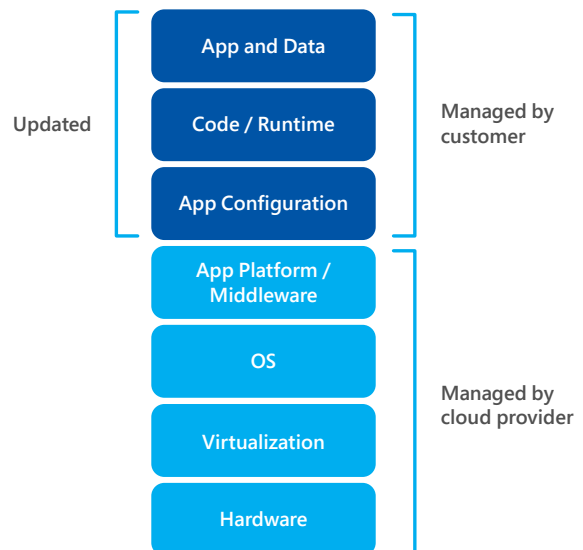 App and Data
Updated
Code / Runtime
Managed by
customer
App Configuration
App Platform /
Middleware
OS
Managed by
cloud provider
Virtualization
Hardware